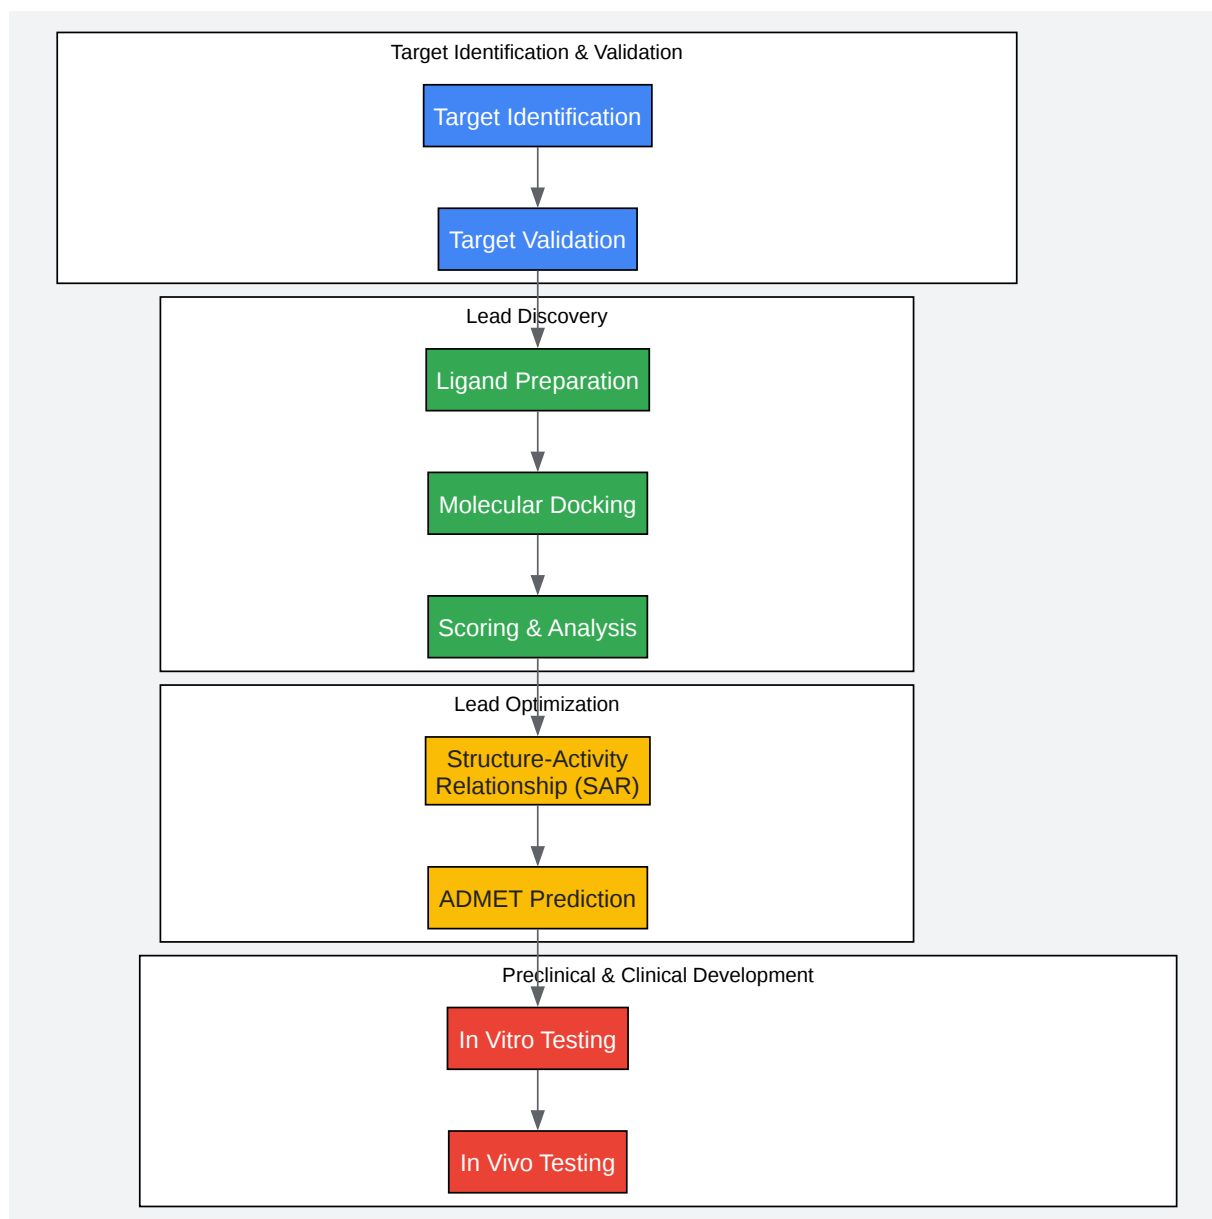 Target Identification & Validation
Target Identification
Target Validation
Lead Discovery
Ligand Preparation
Molecular Docking
Scoring & Analysis
Lead Optimization
Structure-Activity
Relationship (SAR)
ADMET Prediction
Preclinical & Clinical Development
In Vitro Testing
In Vivo Testing